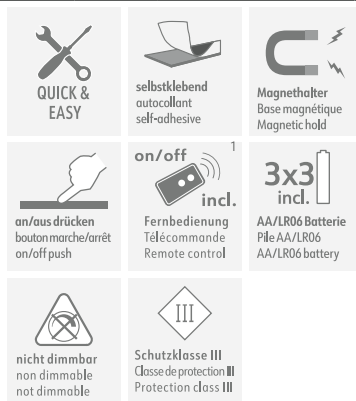 QUICK &
EASY
selbstklebend
autocollant
self-adhesive
Magnethalter
Base magnétique
Magnetic hold
an/aus drücken
bouton marche/arrêt
on/off push
on/off 1
incl.
Fernbedienung
Télécommande
Remote control
3x3
incl.
AA/LR06 Batterie
Pile AA/LR06
AA/LR06 battery
nicht dimmbar
non dimmable
not dimmable
III
Schutzklasse III
Classe de protection III
Protection class III